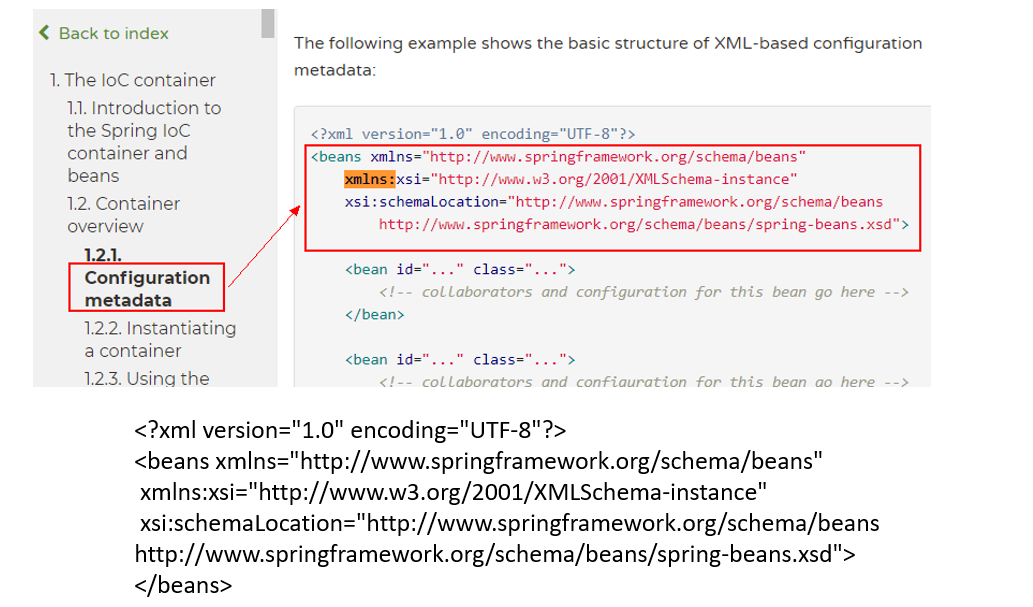 Back to index
1. The IoC container
1.1. Introduction to
the Spring IoC
container and
beans
1.2. Container
overview
1.2.1.
Configuration
metadata
1.2.2. Instantiating
a container
1.2.3. Using the
The following example shows the basic structure of XML-based configuration
metadata:
<?xml version="1.0" encoding="UTF-8"?>
<beans xmlns="http://www.springframework.org/schema/beans"
xmlns:xsi="http://www.w3.org/2001/XMLSchema-instance"
xsi:schemaLocation="http://www.springframework.org/schema/beans
http://www.springframework.org/schema/beans/spring-beans.xsd">
<bean id="..." class="...">
<!-- collaborators and configuration for this bean go here -->
</bean>
<bean id="..." class="...">
<!-- collaborators and configuration for this bean go here -->
<?xml version="1.0" encoding="UTF-8"?>
<beans xmlns="http://www.springframework.org/schema/beans"
xmlns:xsi="http://www.w3.org/2001/XMLSchema-instance"
xsi:schemaLocation="http://www.springframework.org/schema/beans
http://www.springframework.org/schema/beans/spring-beans.xsd">
</beans>